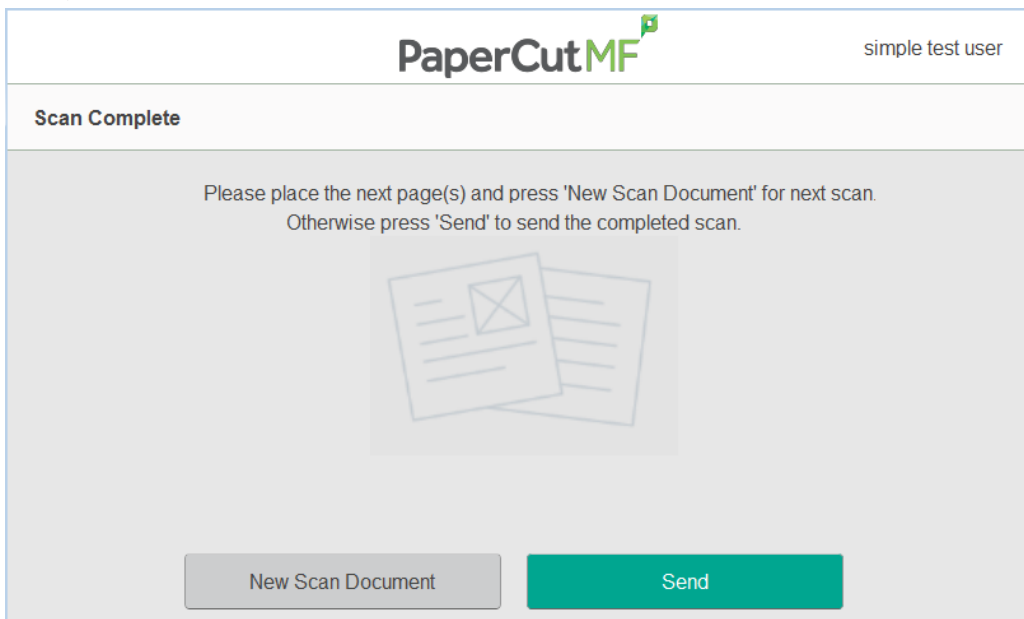 PaperCutMF
simple test user
Scan Complete
Please place the next page(s) and press 'New Scan Document' for next scan.
Otherwise press 'Send' to send the completed scan.
New Scan Document
Send